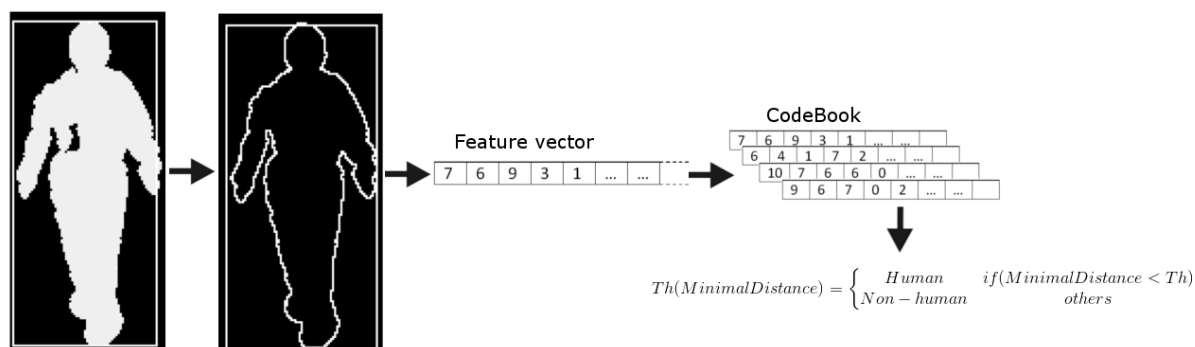 CodeBook
Feature vector
7 6 9 3 1 ... ...
7 6 9 3 1 ... ...
6 4 1 7 2 ... ...
10 7 6 6 0 ... ...
9 6 7 0 2 ... ...
Th(MinimalDistance) = { Human if(MinimalDistance < Th)
Non − human others